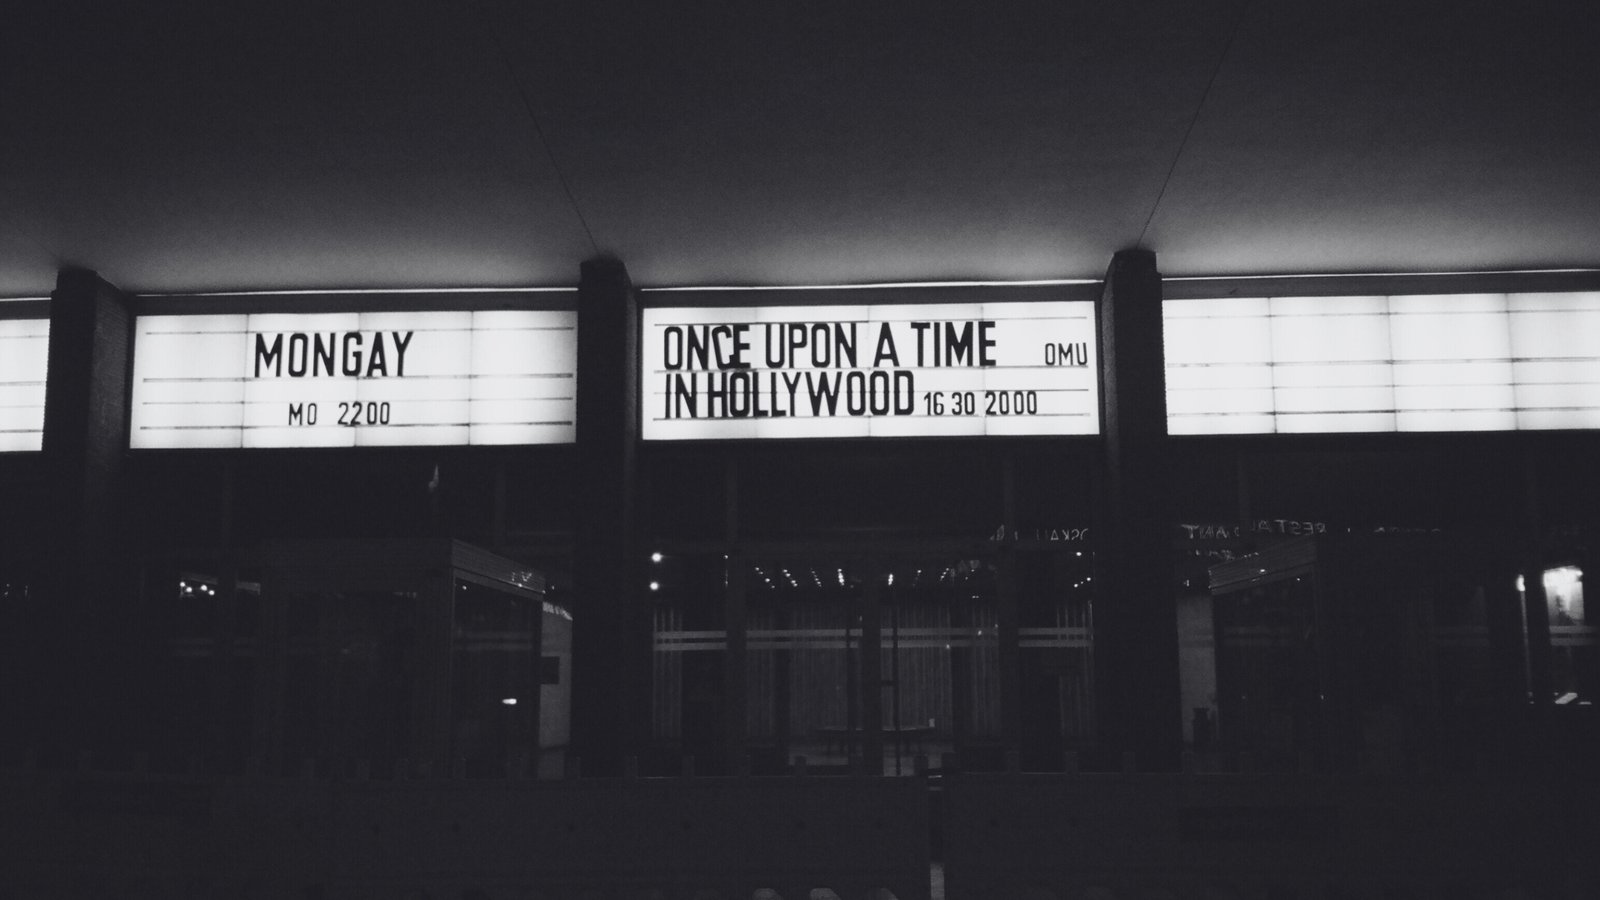 MONGAY
MO 2200
ONCE UPON A TIME OMU
IN HOLLYWOOD 16 30 2000